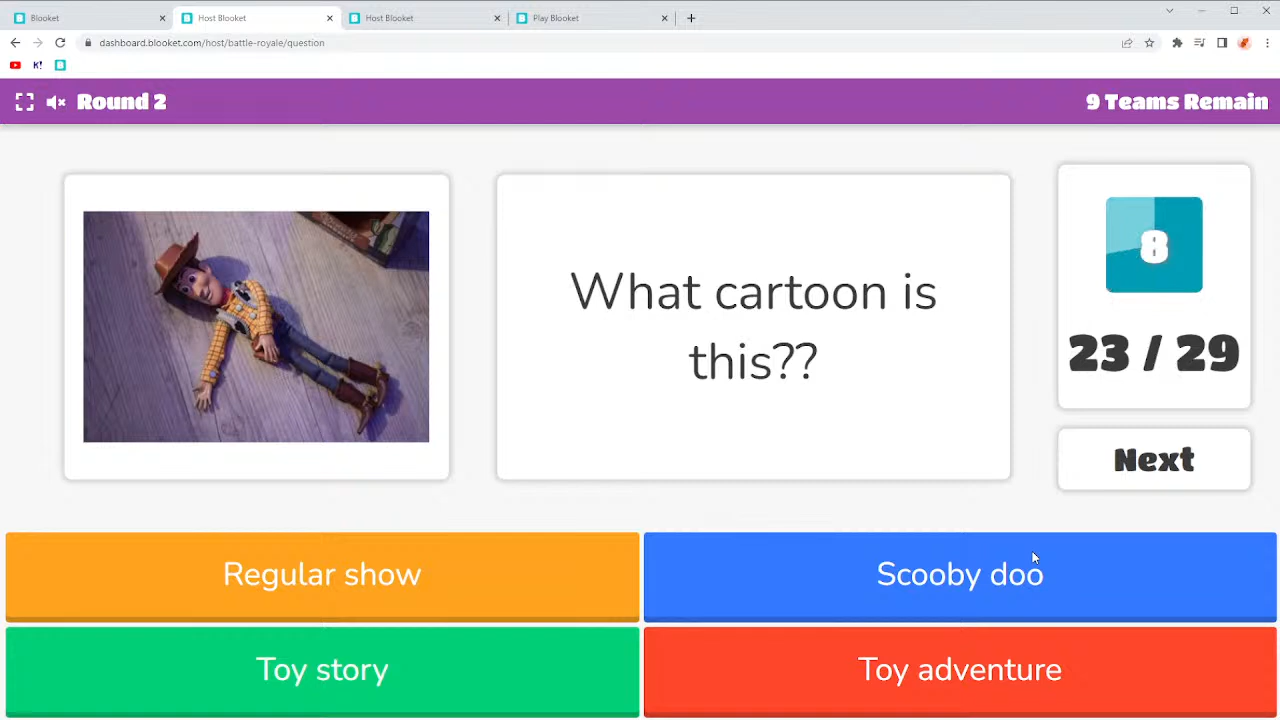 Blooket
Host Blooket
Host Blooket
Play Blooket
dashboard.blooket.com/host/battle-royale/question
K!
Round 2
9 Teams Remain
What cartoon is
this??
8
23 / 29
Next
Regular show
Scooby doo
Toy story
Toy adventure